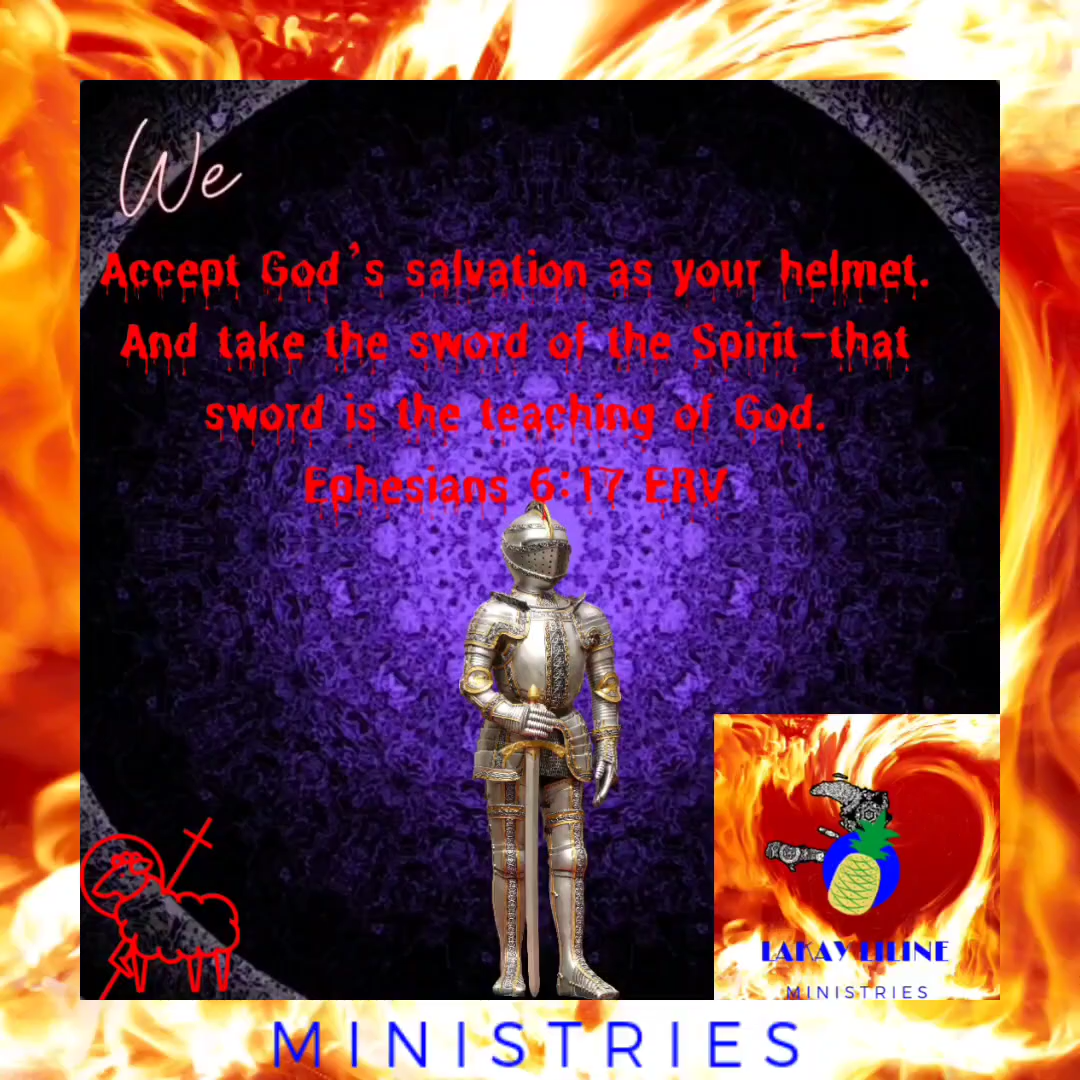 We
Accept God's salvation as your helmet.
And take the sword of the Spirit—that
sword is the teaching of God.
Ephesians 6:17 ERV
LAKAY LILINE
MINISTRIES
MINISTRIES